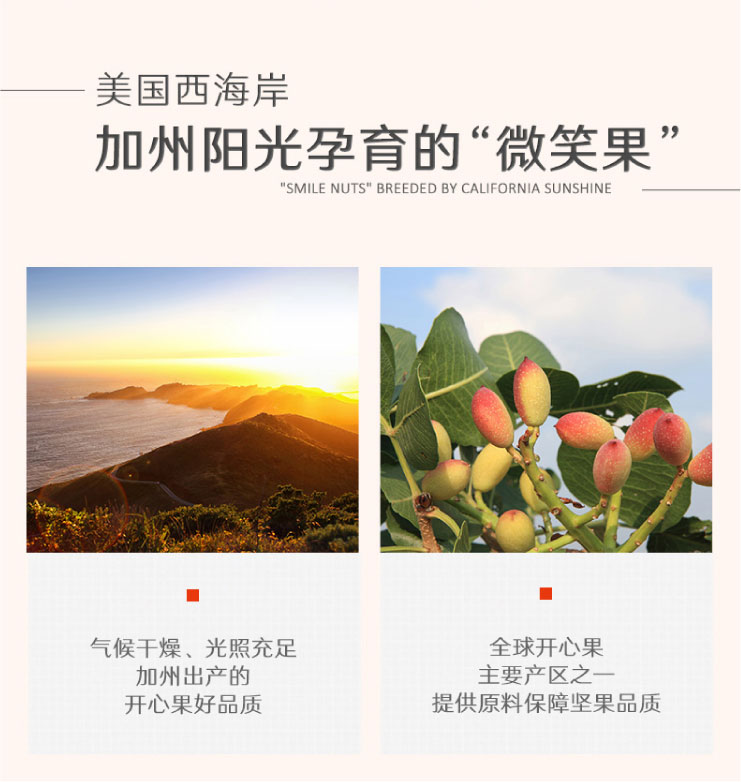 美国西海岸
加州阳光孕育的“微笑果”
"SMILE NUTS" BREEDED BY CALIFORNIA SUNSHINE
气候干燥、光照充足
加州出产的
开心果好品质
全球开心果
主要产区之一
提供原料保障坚果品质